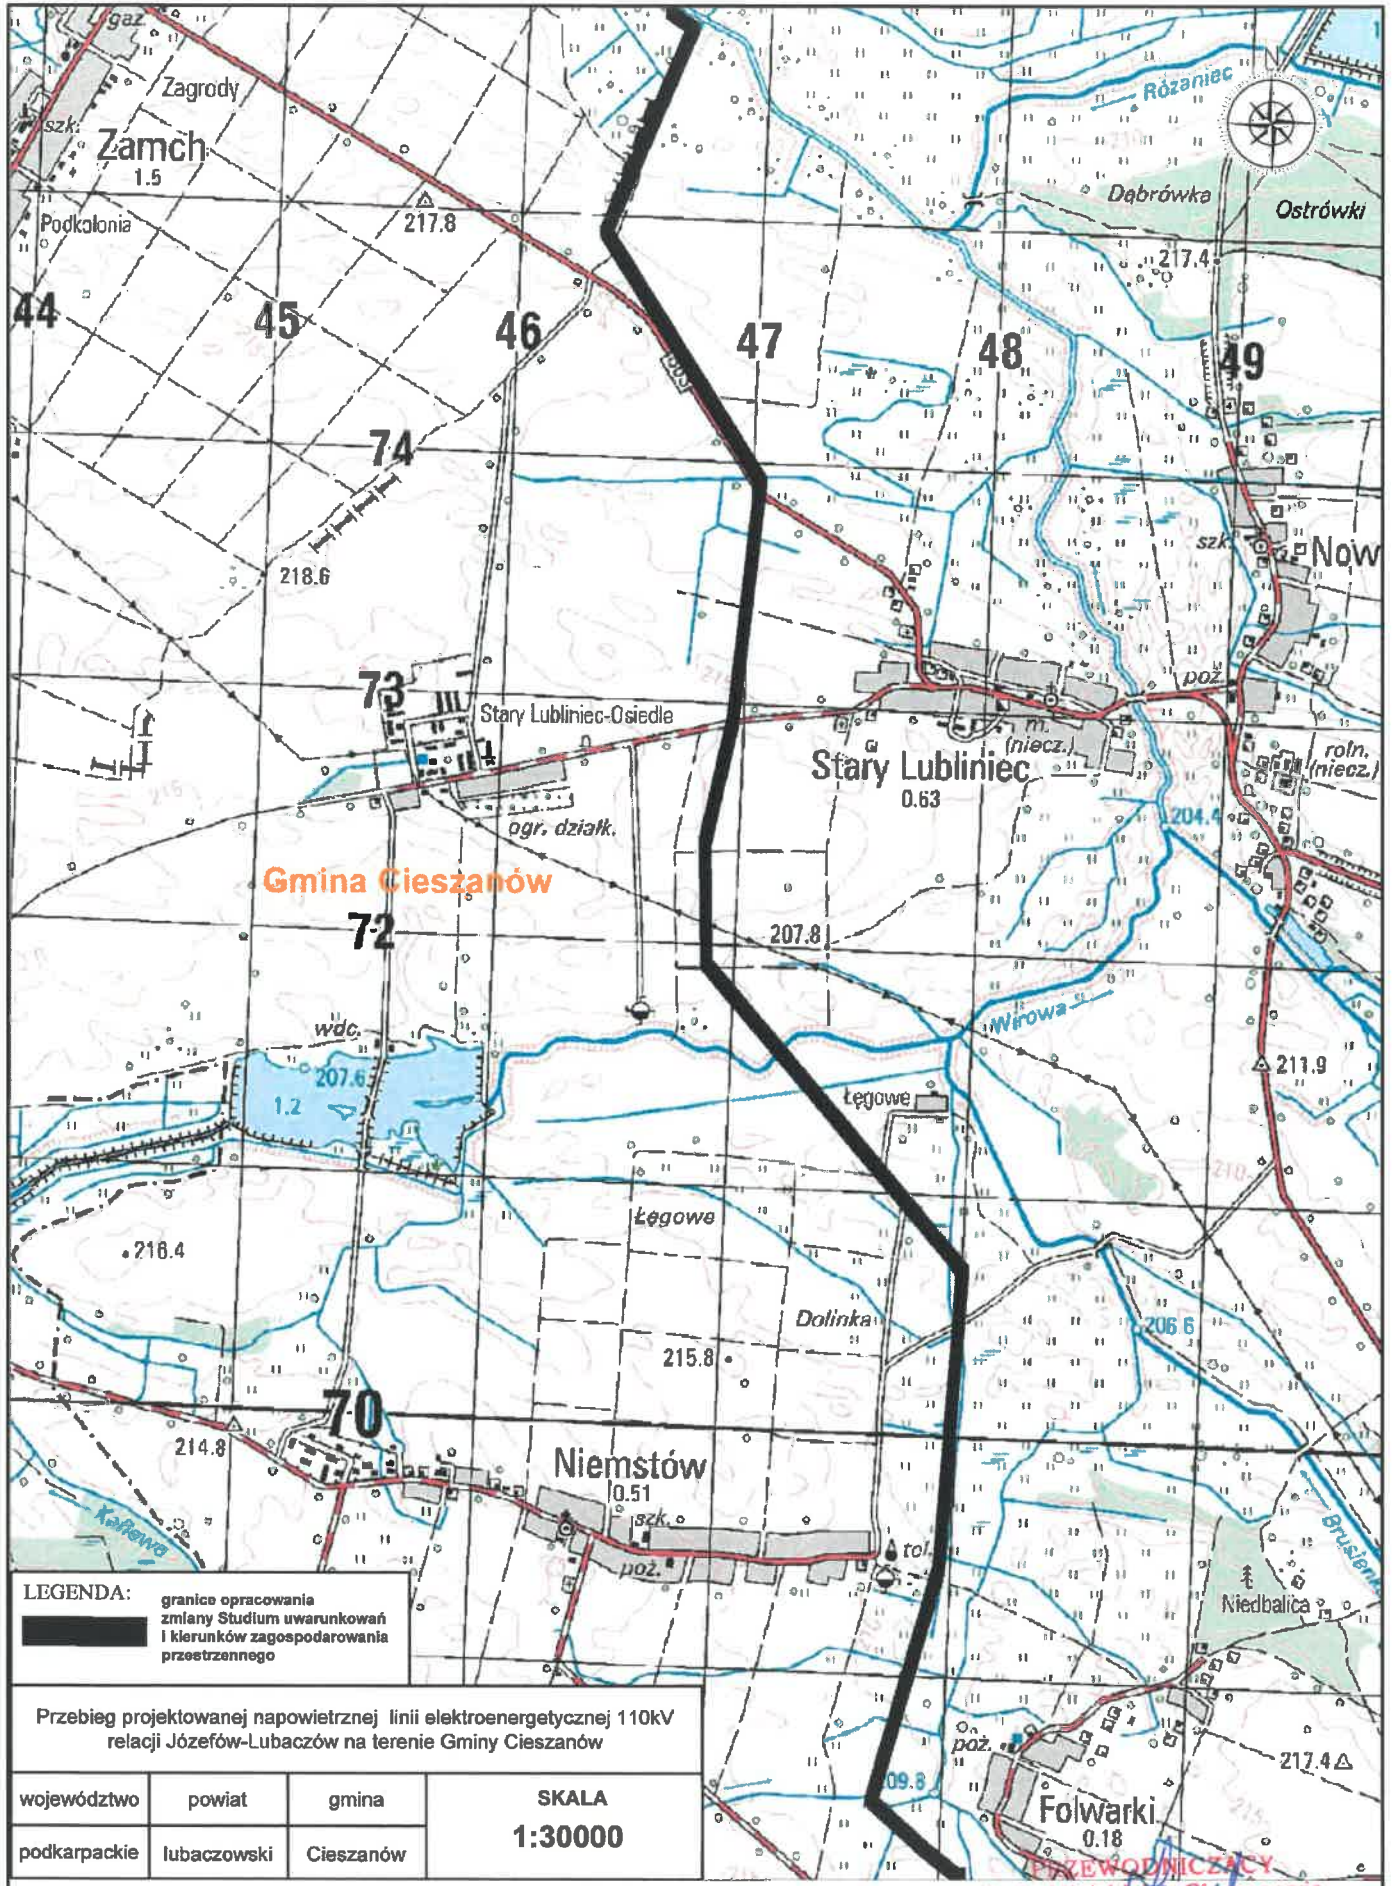 gaz
Zagrody
szk.
Zamch
1.5
Podkolonia
217.8
Różaniec
N
Dąbrówka
Ostrówki
217.4
44
45
46
47
48
49
74
218.6
szk.
Now
73
Stary Lubliniec-Osiedle
poż.
m.
(niecz.)
Stary Lubliniec
0.63
roln.
(niecz.)
204.4
ogr. działk.
Gmina Cieszanów
72
207.8
Wirowa
wdc.
207.6
1.2
211.9
Łęgowe
210
Łęgowe
216.4
Dolinka
206.6
215.8
70
214.8
Niemstów
0.51
szk.
poż.
tol.
Brusienka
Niedbalica
LEGENDA:
granice opracowania
zmiany Studium uwarunkowań
i kierunków zagospodarowania
przestrzennego
Przebieg projektowanej napowietrznej linii elektroenergetycznej 110kV
relacji Józefów-Lubaczów na terenie Gminy Cieszanów
województwo powiat gmina SKALA
podkarpackie lubaczowski Cieszanów 1:30000
poż.
217.4
209.8
Folwarki
0.18
PRZEWODNICZĄCY